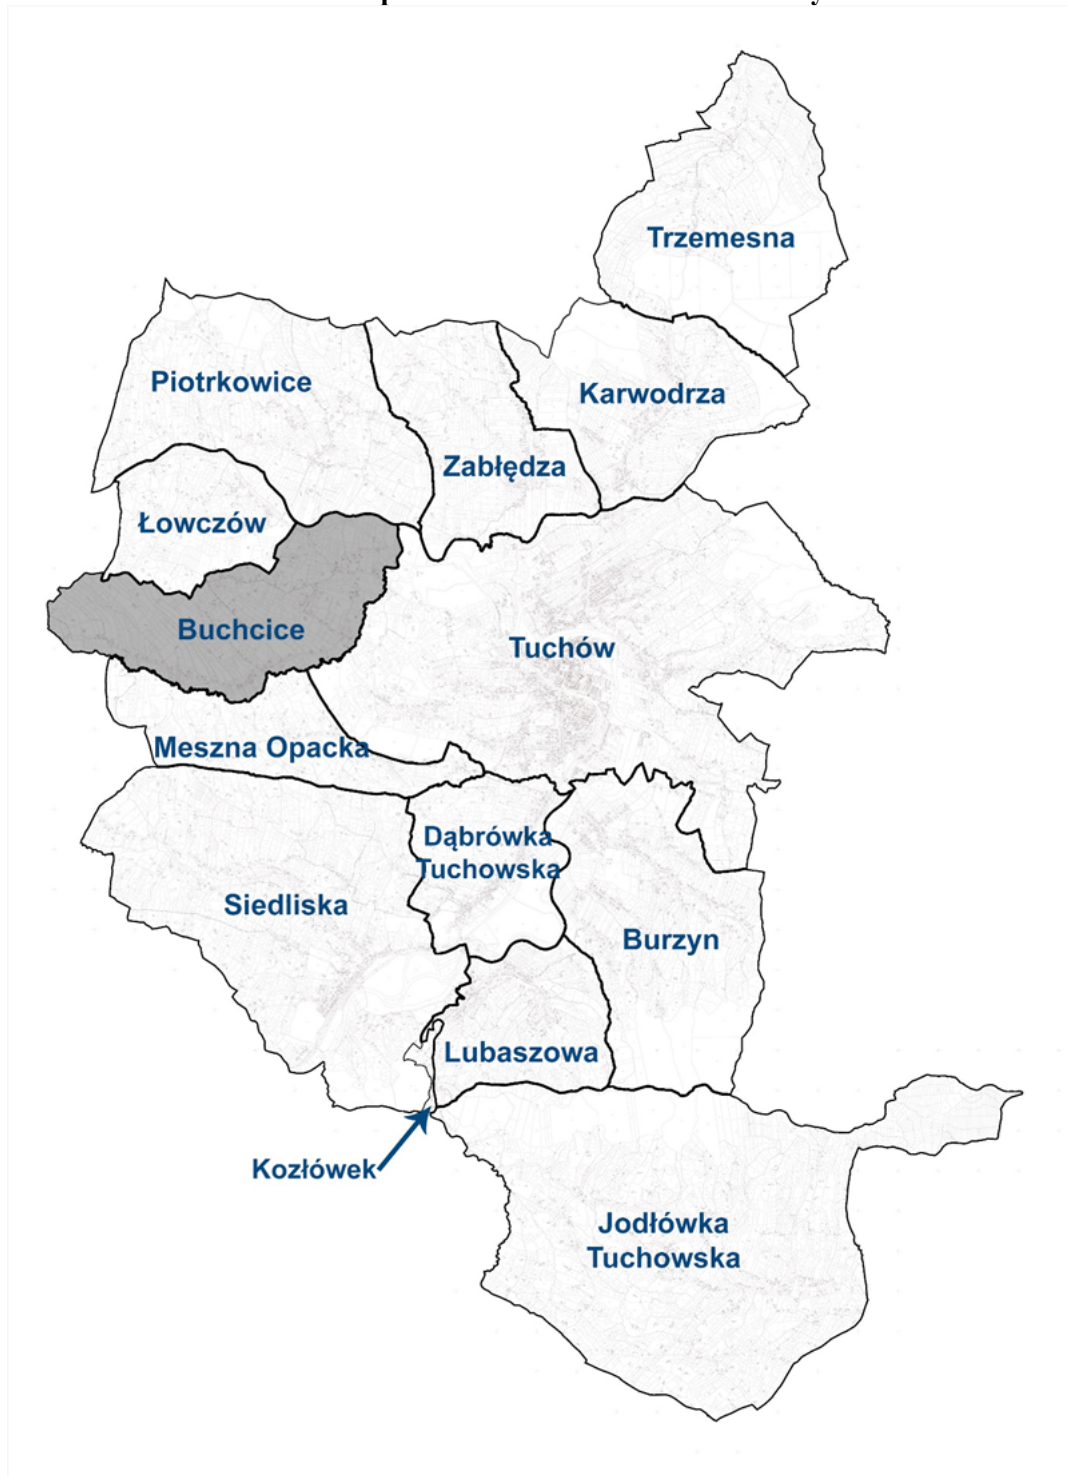 Trzemesna
Piotrkowice
Karwodrza
Zabłędza
Łowczów
Buchcice
Tuchów
Meszna Opacka
Dąbrówka
Tuchowska
Siedliska
Burzyn
Lubaszowa
Kozłówek
Jodłówka
Tuchowska